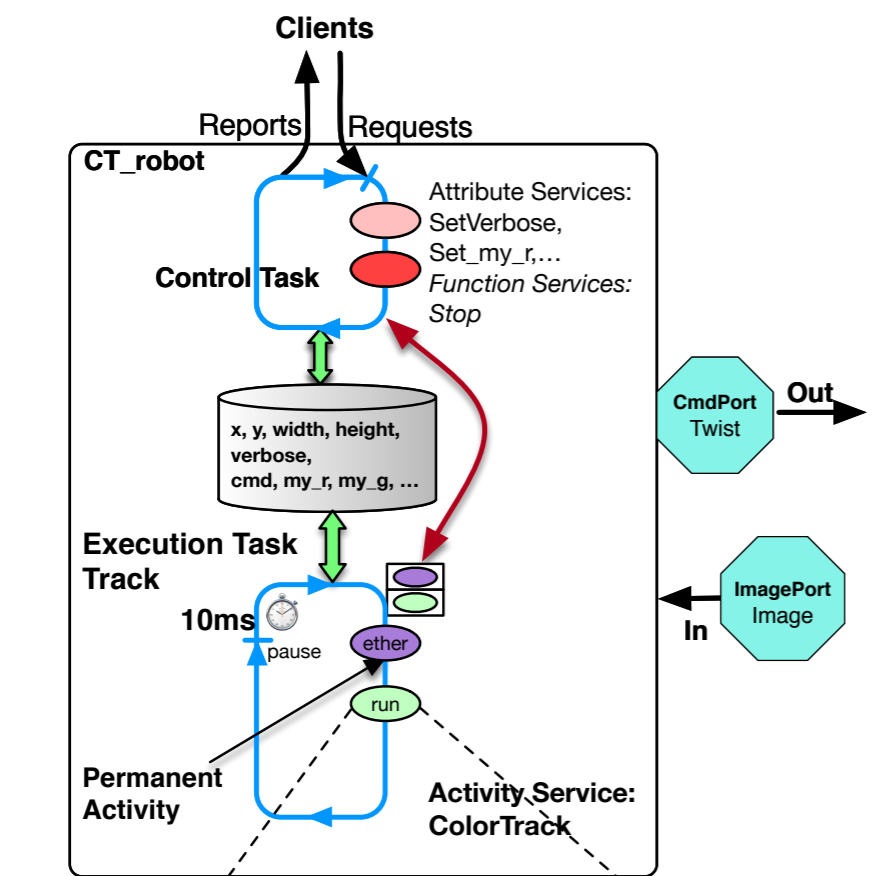 Clients
Reports
Requests
CT_robot
Attribute Services:
SetVerbose,
Set_my_r,…
Function Services:
Stop
Control Task
x, y, width, height,
verbose,
cmd, my_r, my_g, …
CmdPort
Twist
Out
Execution Task
Track
10ms
pause
ether
run
ImagePort
Image
In
Permanent
Activity
Activity Service:
ColorTrack